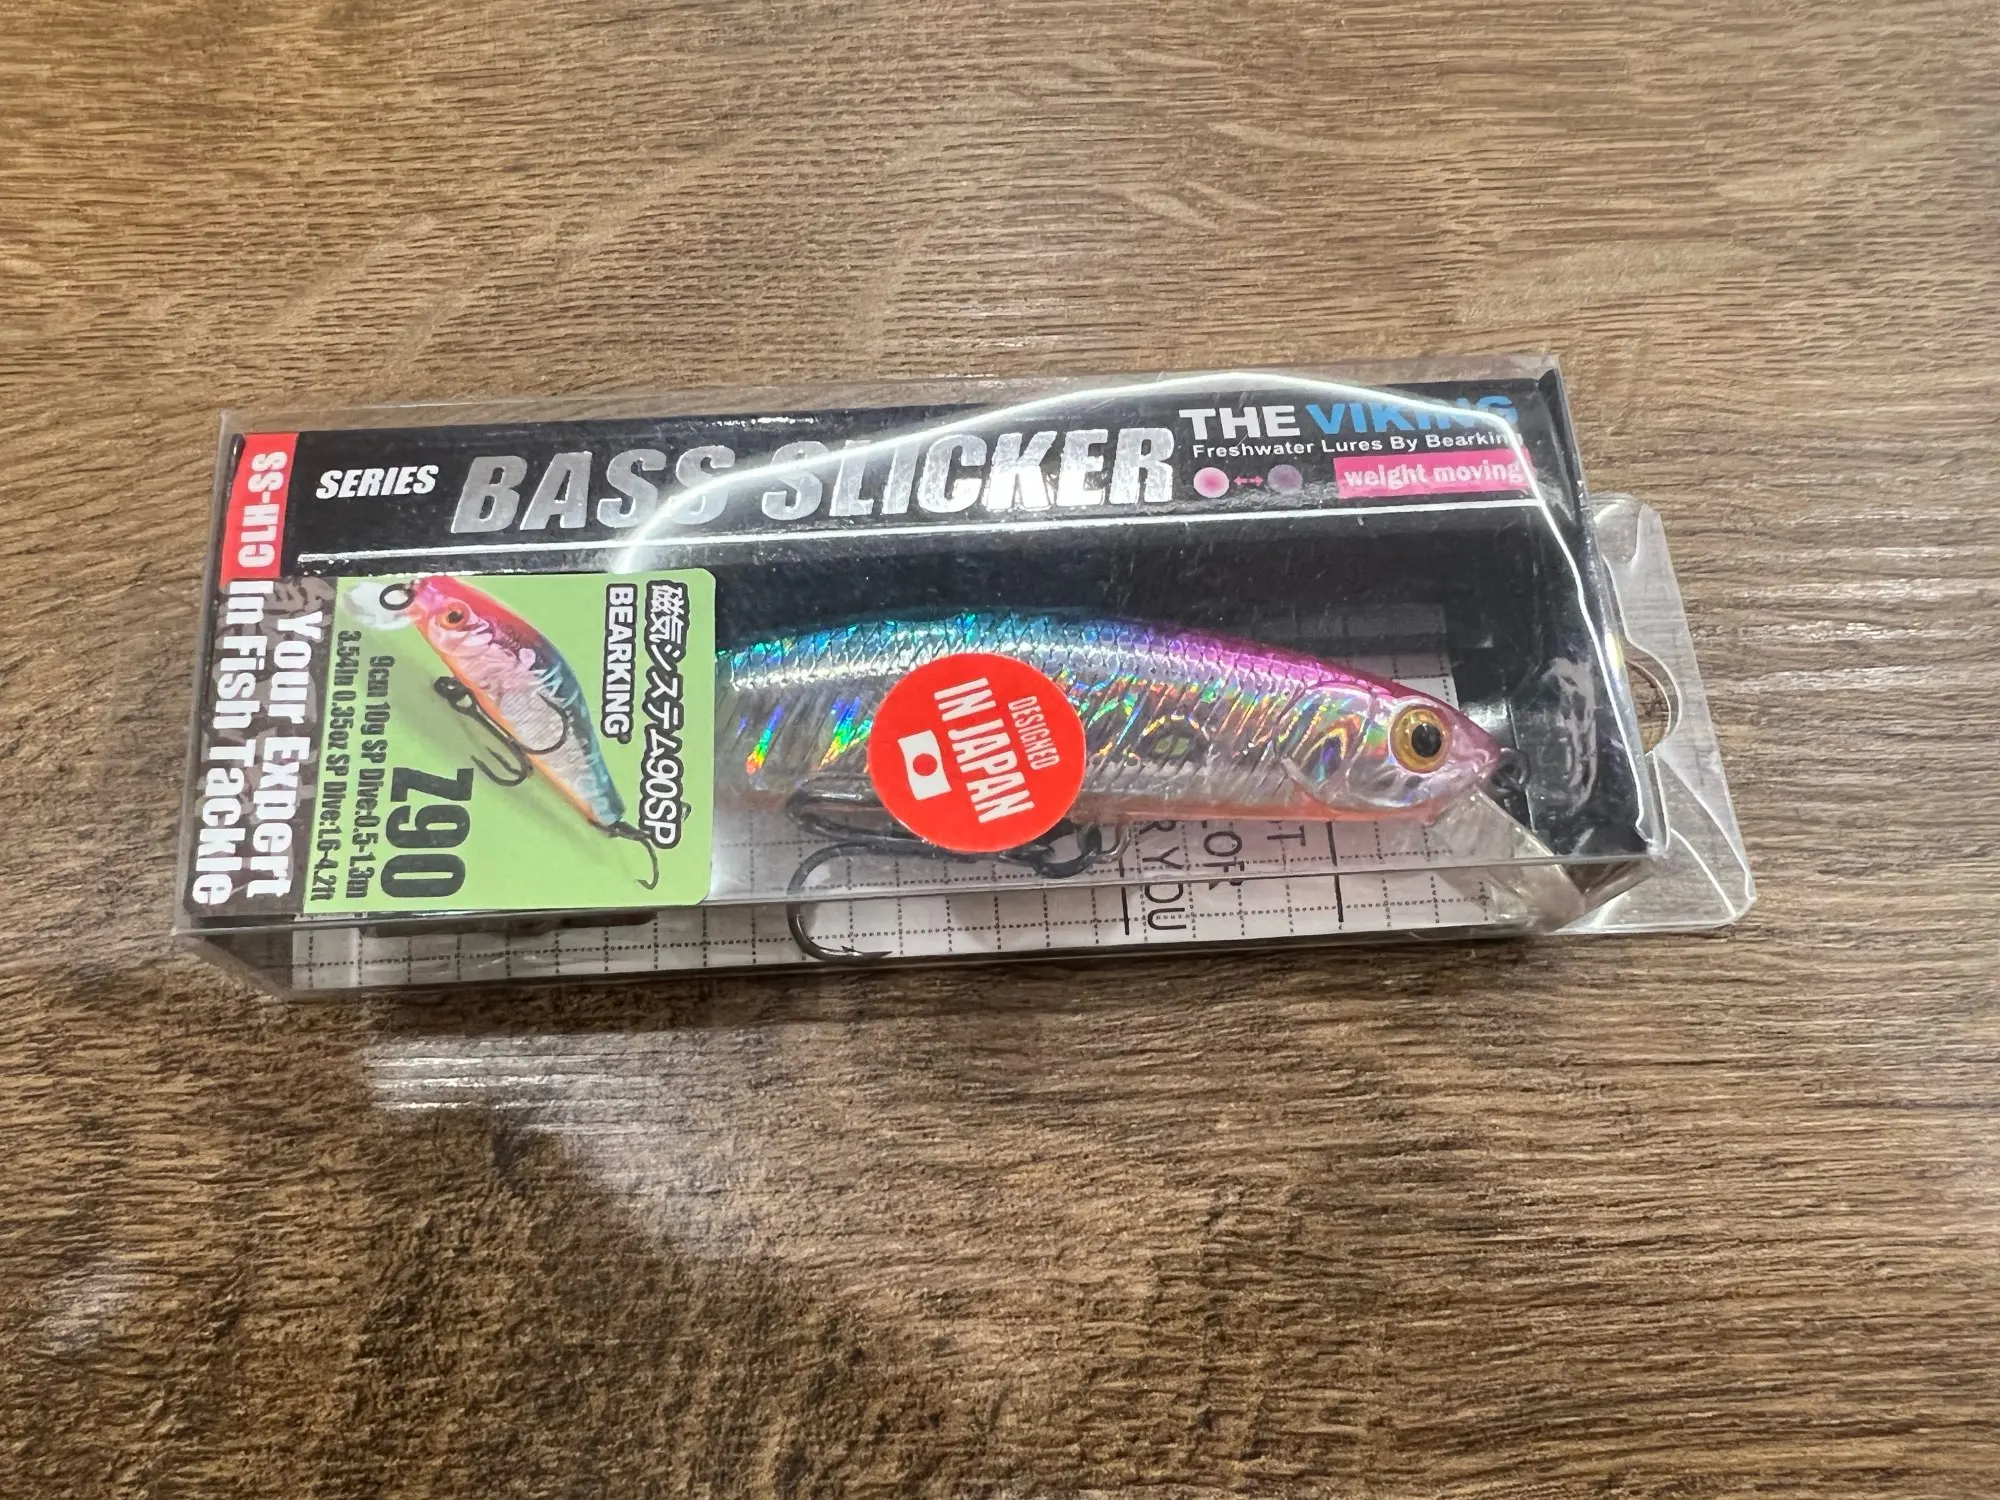 SERIES
BASS SLICKER
THE VIKING
Freshwater Lures By Bearking
weight moving
SS-H1C
Your Expert
In Fish Tackle
磁気システム90SP
BEARKING
Z90
9cm 10g SP Dive:0.5-1.3m
3.54in 0.35oz SP Dive:1.6-4.2ft
DESIGNED
IN JAPAN